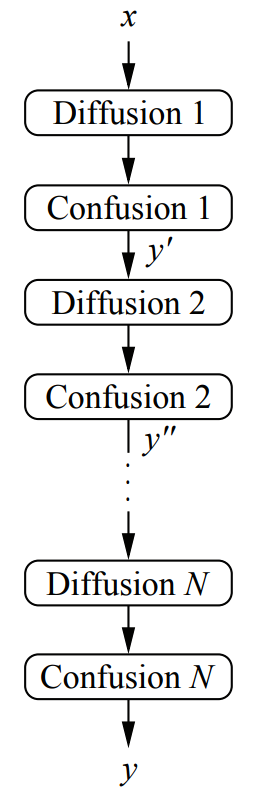 x
Diffusion 1
Confusion 1
y′
Diffusion 2
Confusion 2
y″
Diffusion N
Confusion N
y